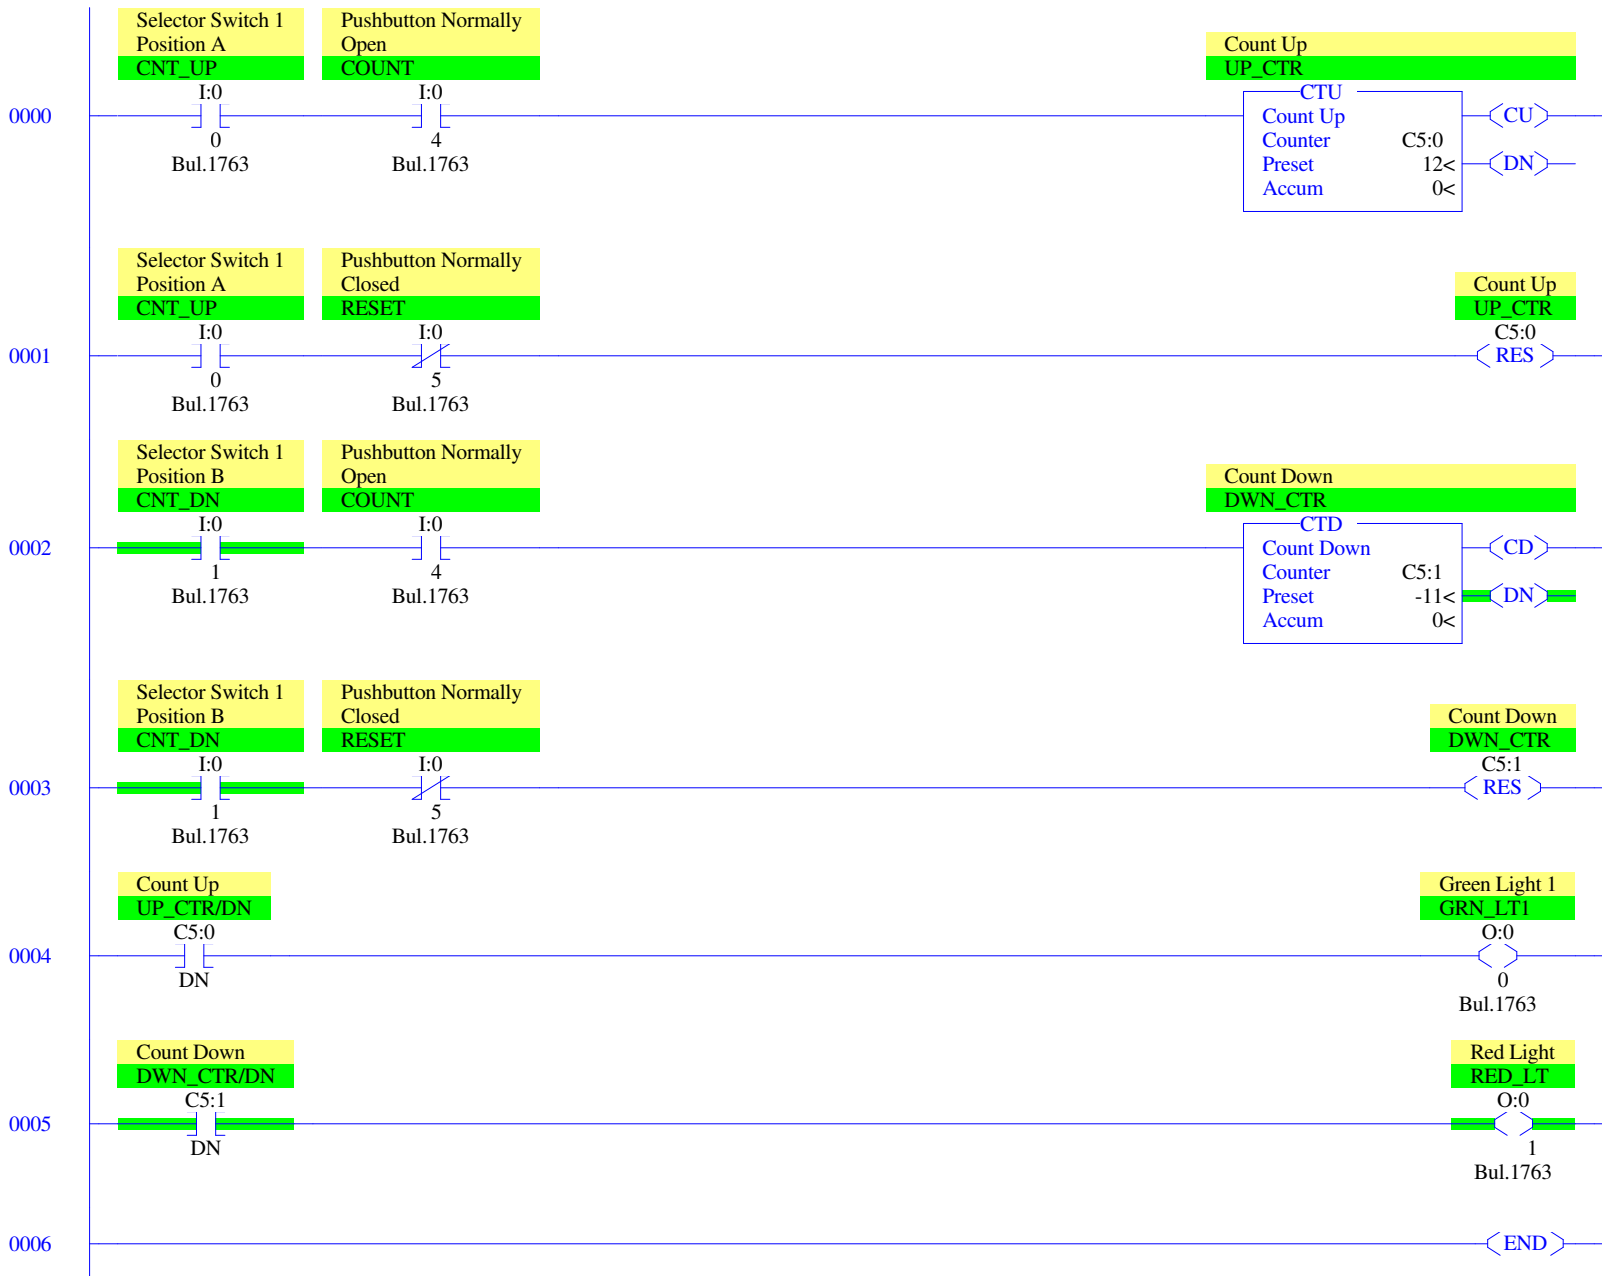 Selector Switch 1
Position A
CNT_UP
I:0
0
Bul.1763
Pushbutton Normally
Open
COUNT
I:0
4
Bul.1763
Count Up
UP_CTR
0000
CTU
Count Up
Counter C5:0
Preset 12<
Accum 0<
CU
DN
Selector Switch 1
Position A
CNT_UP
I:0
0
Bul.1763
Pushbutton Normally
Closed
RESET
I:0
5
Bul.1763
Count Up
UP_CTR
C5:0
0001
RES
Selector Switch 1
Position B
CNT_DN
I:0
1
Bul.1763
Pushbutton Normally
Open
COUNT
I:0
4
Bul.1763
Count Down
DWN_CTR
0002
CTD
Count Down
Counter C5:1
Preset -11<
Accum 0<
CD
DN
Selector Switch 1
Position B
CNT_DN
I:0
1
Bul.1763
Pushbutton Normally
Closed
RESET
I:0
5
Bul.1763
Count Down
DWN_CTR
C5:1
0003
RES
Count Up
UP_CTR/DN
C5:0
DN
Green Light 1
GRN_LT1
O:0
0004
0
Bul.1763
Count Down
DWN_CTR/DN
C5:1
DN
Red Light
RED_LT
O:0
0005
1
Bul.1763
0006
END